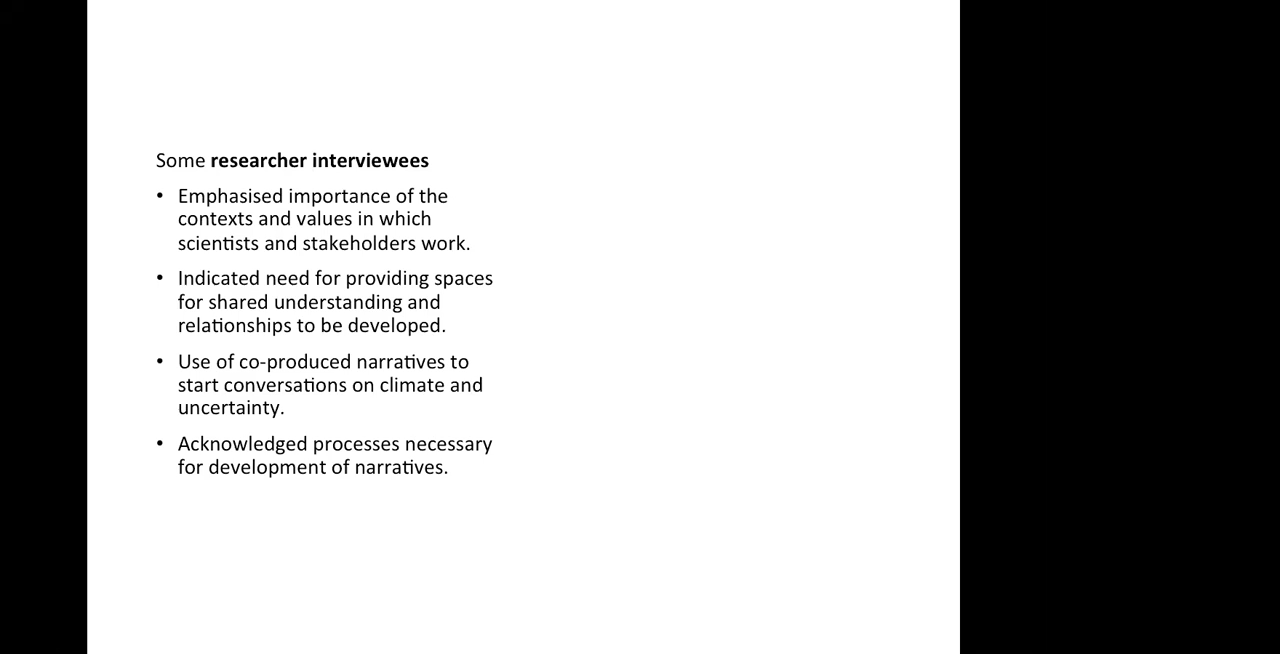 Some researcher interviewees
• Emphasised importance of the
contexts and values in which
scientists and stakeholders work.
• Indicated need for providing spaces
for shared understanding and
relationships to be developed.
• Use of co-produced narratives to
start conversations on climate and
uncertainty.
• Acknowledged processes necessary
for development of narratives.